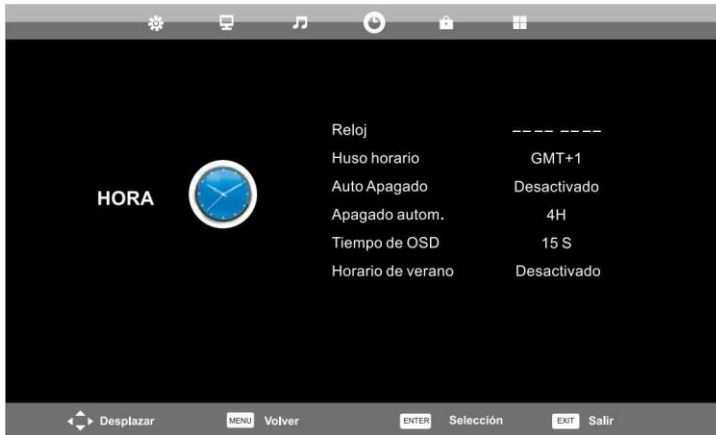 Reloj ---- ----
Huso horario GMT+1
Auto Apagado Desactivado
HORA
Apagado autom. 4H
Tiempo de OSD 15 S
Horario de verano Desactivado
Desplazar MENU Volver ENTER Selección EXIT Salir